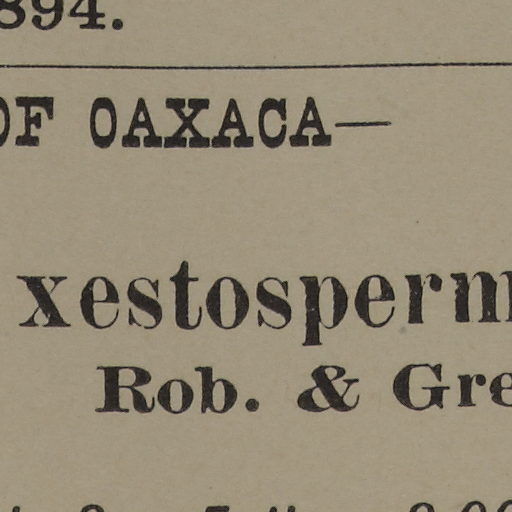 894.
OF OAXACA—
xestosperm
Rob. & Gre